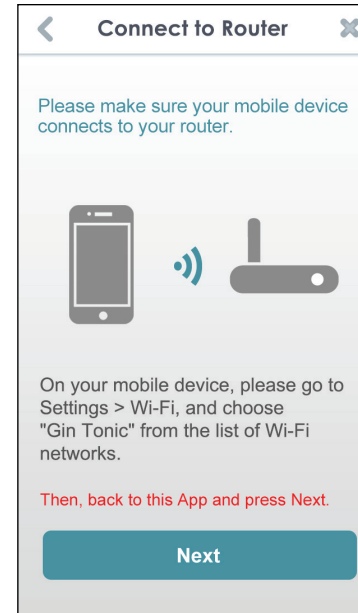 Connect to Router
Please make sure your mobile device
connects to your router.
On your mobile device, please go to
Settings > Wi-Fi, and choose
"Gin Tonic" from the list of Wi-Fi
networks.
Then, back to this App and press Next.
Next